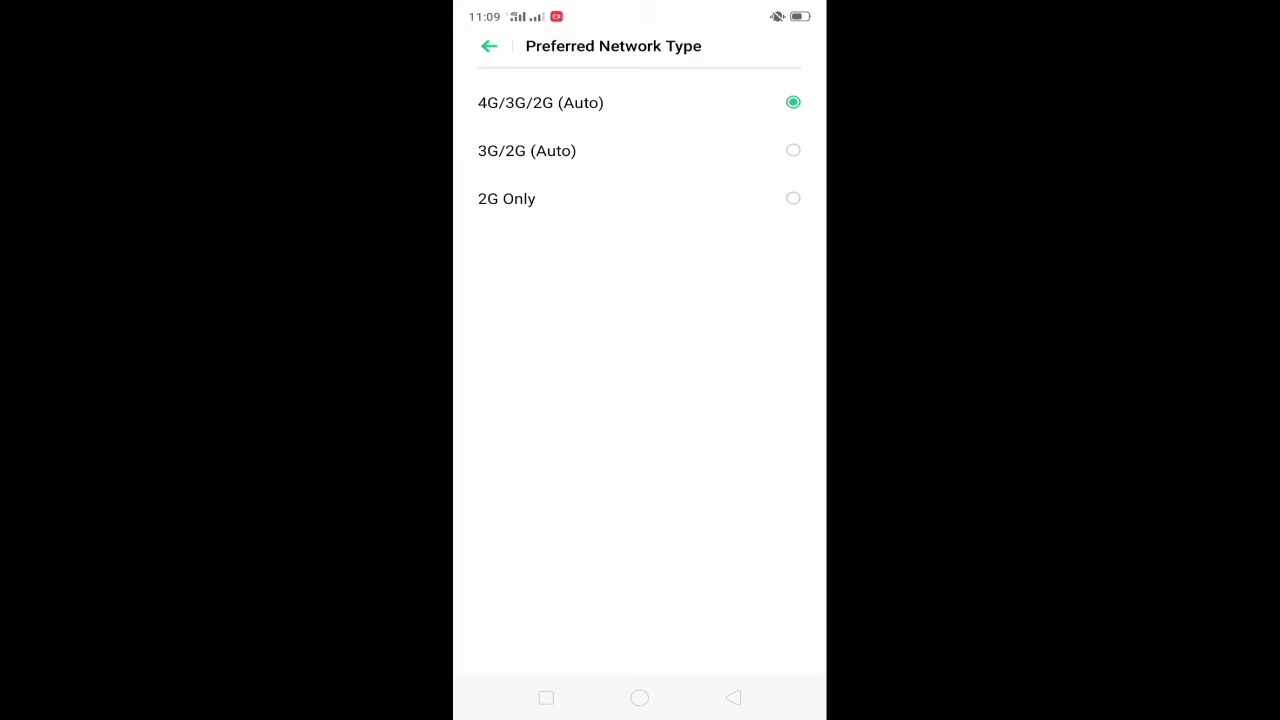 11:09
Preferred Network Type
4G/3G/2G (Auto)
3G/2G (Auto)
2G Only